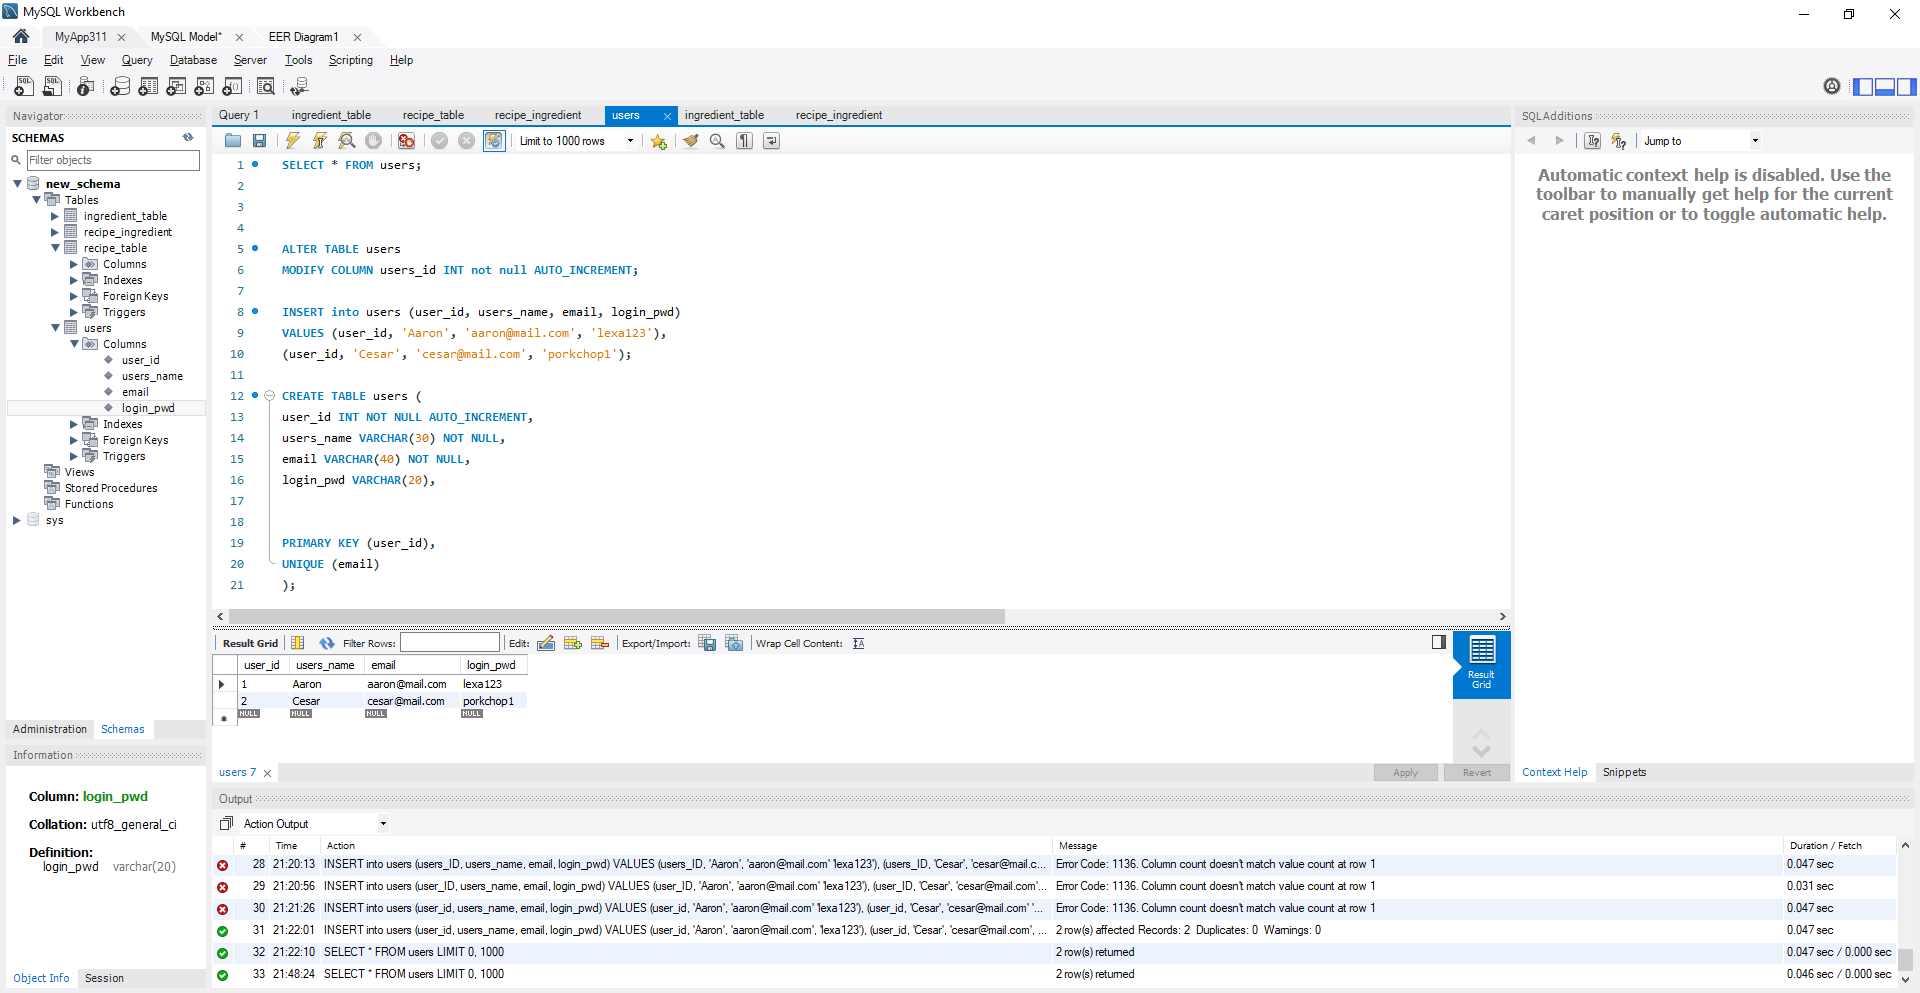 MySQL Workbench
MyApp311
MySQL Model*
EER Diagram1
File Edit View Query Database Server Tools Scripting Help
Navigator
SCHEMAS
Filter objects
new_schema
Tables
ingredient_table
recipe_ingredient
recipe_table
Columns
Indexes
Foreign Keys
Triggers
users
Columns
user_id
users_name
email
login_pwd
Indexes
Foreign Keys
Triggers
Views
Stored Procedures
Functions
sys
Administration Schemas
Information
Column: login_pwd
Collation: utf8_general_ci
Definition:
login_pwd varchar(20)
Object Info Session
Query 1 ingredient_table recipe_table recipe_ingredient users ingredient_table recipe_ingredient
Limit to 1000 rows
1 SELECT * FROM users;
2
3
4
5 ALTER TABLE users
6 MODIFY COLUMN users_id INT not null AUTO_INCREMENT;
7
8 INSERT into users (user_id, users_name, email, login_pwd)
9 VALUES (user_id, 'Aaron', 'aaron@mail.com', 'lexa123'),
10 (user_id, 'Cesar', 'cesar@mail.com', 'porkchop1');
11
12 CREATE TABLE users (
13 user_id INT NOT NULL AUTO_INCREMENT,
14 users_name VARCHAR(30) NOT NULL,
15 email VARCHAR(40) NOT NULL,
16 login_pwd VARCHAR(20),
17
18
19 PRIMARY KEY (user_id),
20 UNIQUE (email)
21 );
Result Grid Filter Rows: Edit: Export/Import: Wrap Cell Content: IA
user_id users_name email login_pwd
1 Aaron aaron@mail.com lexa123
2 Cesar cesar@mail.com porkchop1
NULL NULL NULL NULL
Result
Grid
users 7
Apply Revert
SQLAdditions
Jump to
Automatic context help is disabled. Use the
toolbar to manually get help for the current
caret position or to toggle automatic help.
Context Help Snippets
Output
Action Output
# Time Action Message Duration / Fetch
28 21:20:13 INSERT into users (users_ID, users_name, email, login_pwd) VALUES (users_ID, 'Aaron', 'aaron@mail.com' 'lexa123'), (users_ID, 'Cesar', 'cesar@mail.c... Error Code: 1136. Column count doesn't match value count at row 1 0.047 sec
29 21:20:56 INSERT into users (user_ID, users_name, email, login_pwd) VALUES (user_ID, 'Aaron', 'aaron@mail.com' 'lexa123'), (user_ID, 'Cesar', 'cesar@mail.com'... Error Code: 1136. Column count doesn't match value count at row 1 0.031 sec
30 21:21:26 INSERT into users (user_id, users_name, email, login_pwd) VALUES (user_id, 'Aaron', 'aaron@mail.com' 'lexa123'), (user_id, 'Cesar', 'cesar@mail.com' '... Error Code: 1136. Column count doesn't match value count at row 1 0.047 sec
31 21:22:01 INSERT into users (user_id, users_name, email, login_pwd) VALUES (user_id, 'Aaron', 'aaron@mail.com', 'lexa123'), (user_id, 'Cesar', 'cesar@mail.com', ... 2 row(s) affected Records: 2 Duplicates: 0 Warnings: 0 0.047 sec
32 21:22:10 SELECT * FROM users LIMIT 0, 1000 2 row(s) returned 0.047 sec / 0.000 sec
33 21:48:24 SELECT * FROM users LIMIT 0, 1000 2 row(s) returned 0.046 sec / 0.000 sec